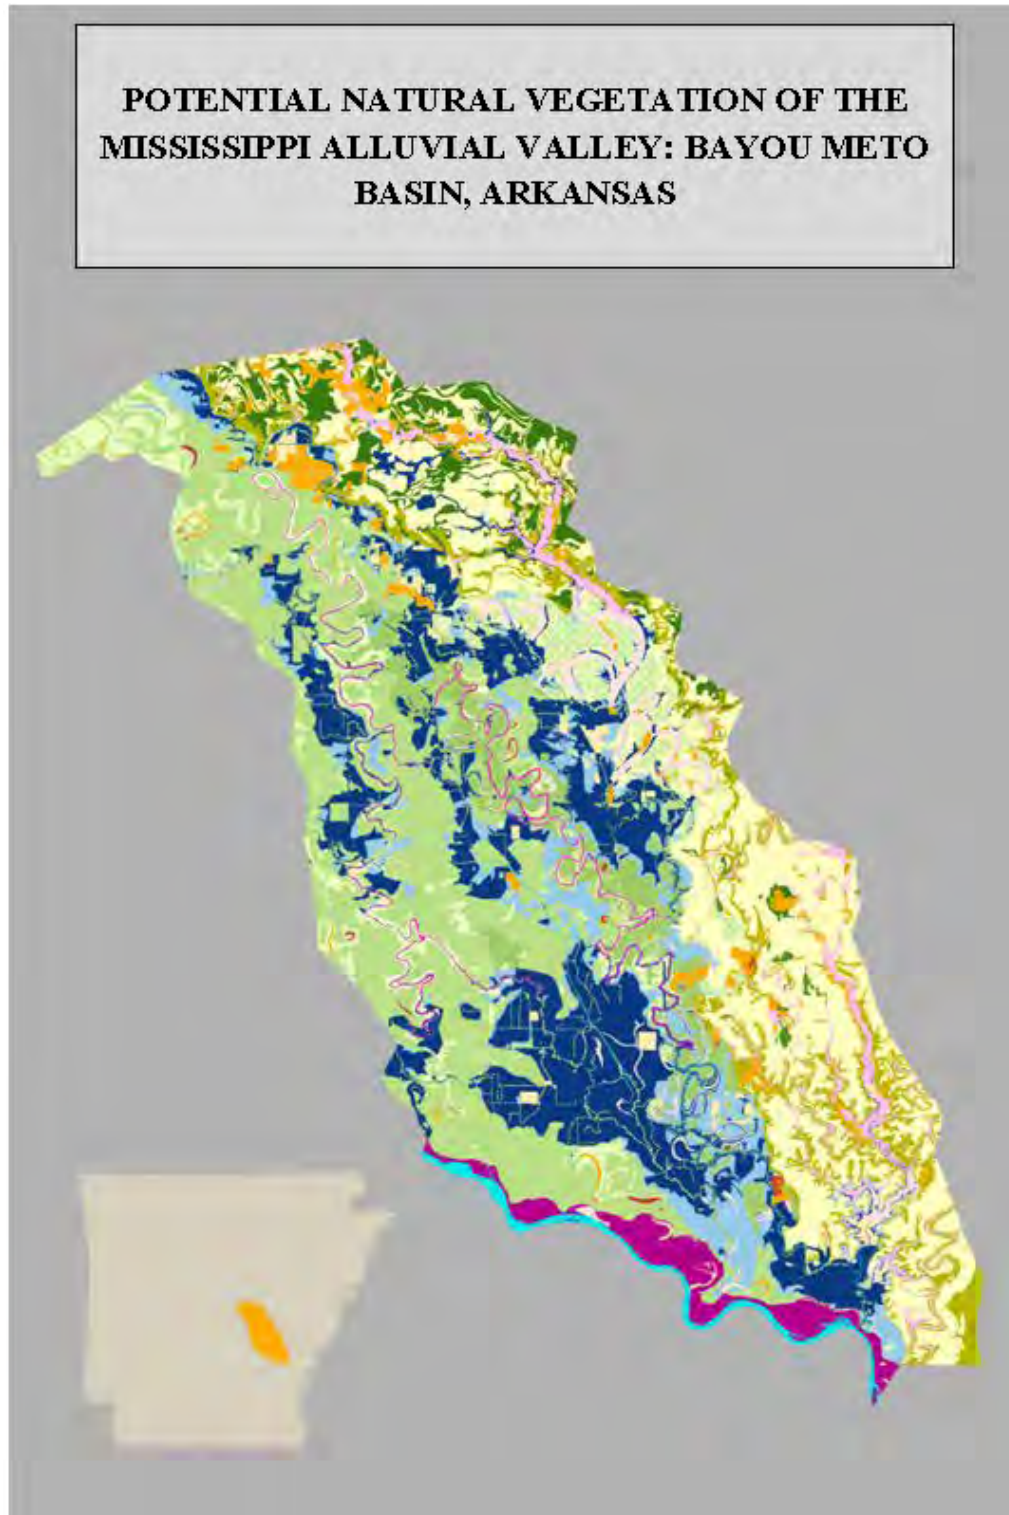 POTENTIAL NATURAL VEGETATION OF THE
MISSISSIPPI ALLUVIAL VALLEY: BAYOU METO
BASIN, ARKANSAS